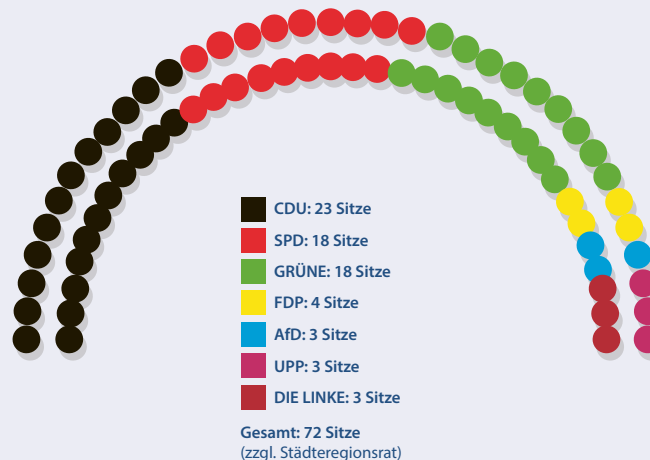 CDU: 23 Sitze
SPD: 18 Sitze
GRÜNE: 18 Sitze
FDP: 4 Sitze
AfD: 3 Sitze
UPP: 3 Sitze
DIE LINKE: 3 Sitze
Gesamt: 72 Sitze
(zzgl. Städteregionsrat)